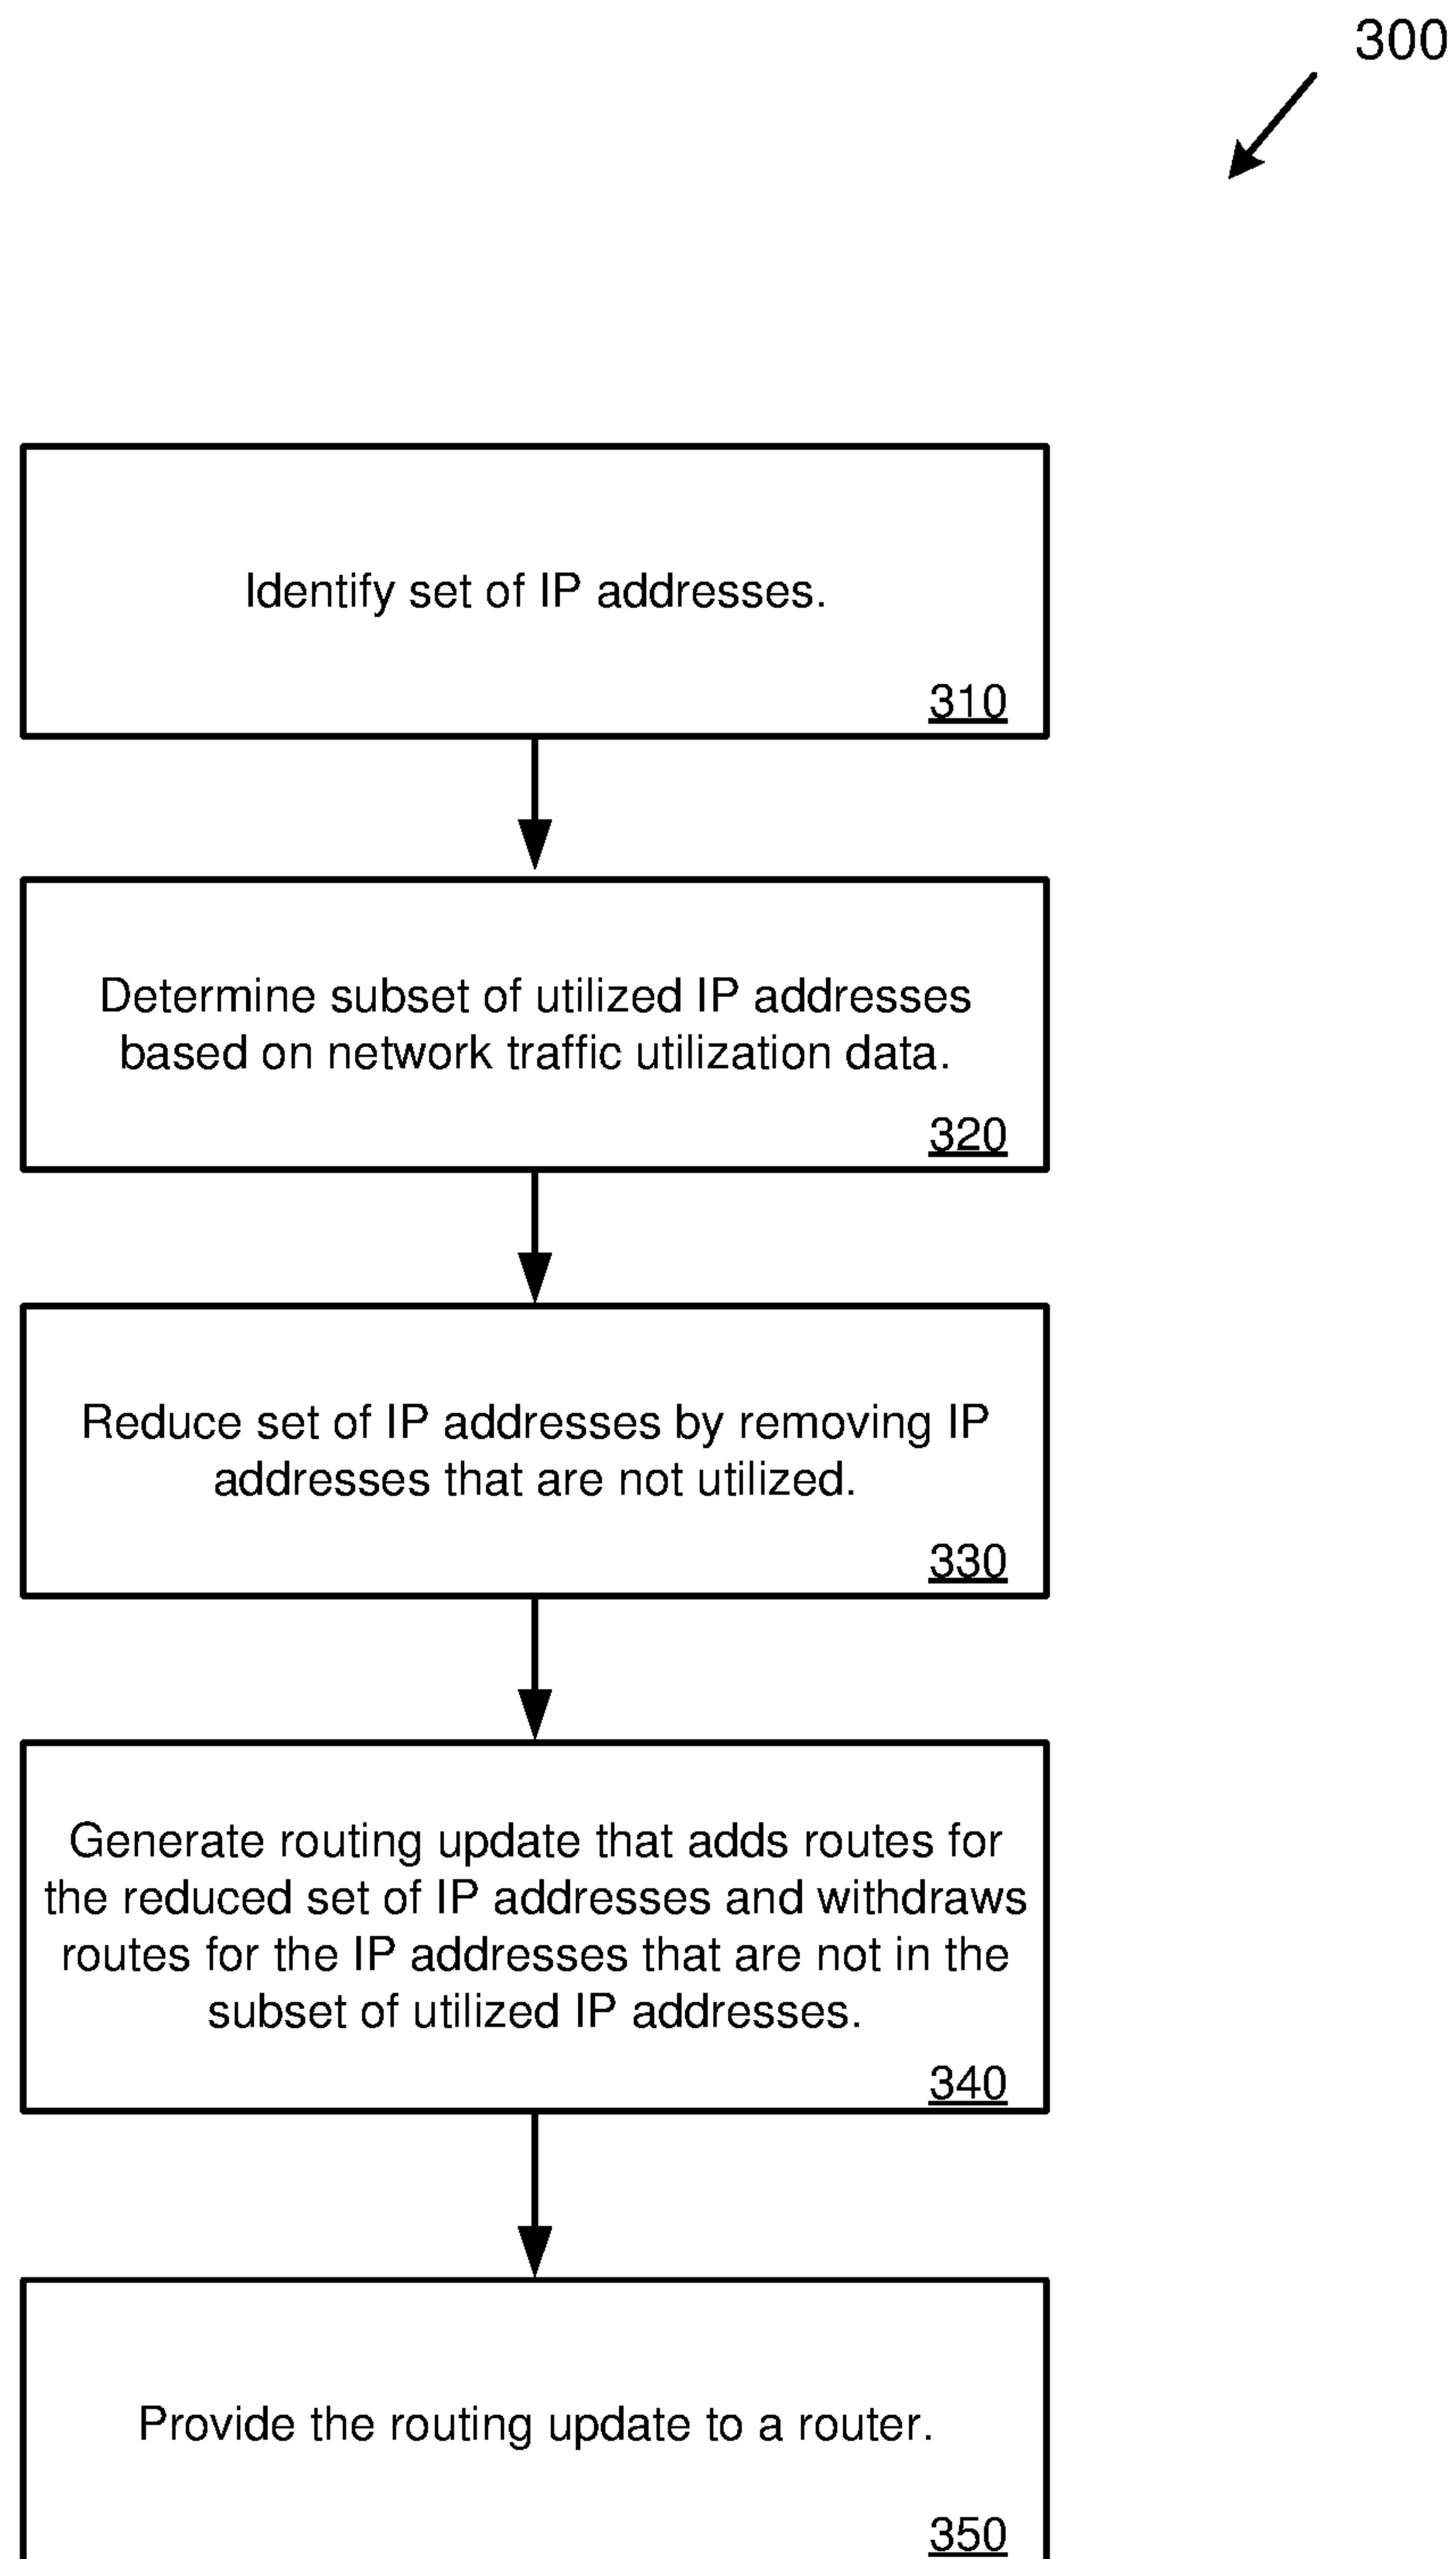 300
Identify set of IP addresses.
310
Determine subset of utilized IP addresses
based on network traffic utilization data.
320
Reduce set of IP addresses by removing IP
addresses that are not utilized.
330
Generate routing update that adds routes for
the reduced set of IP addresses and withdraws
routes for the IP addresses that are not in the
subset of utilized IP addresses.
340
Provide the routing update to a router.
350